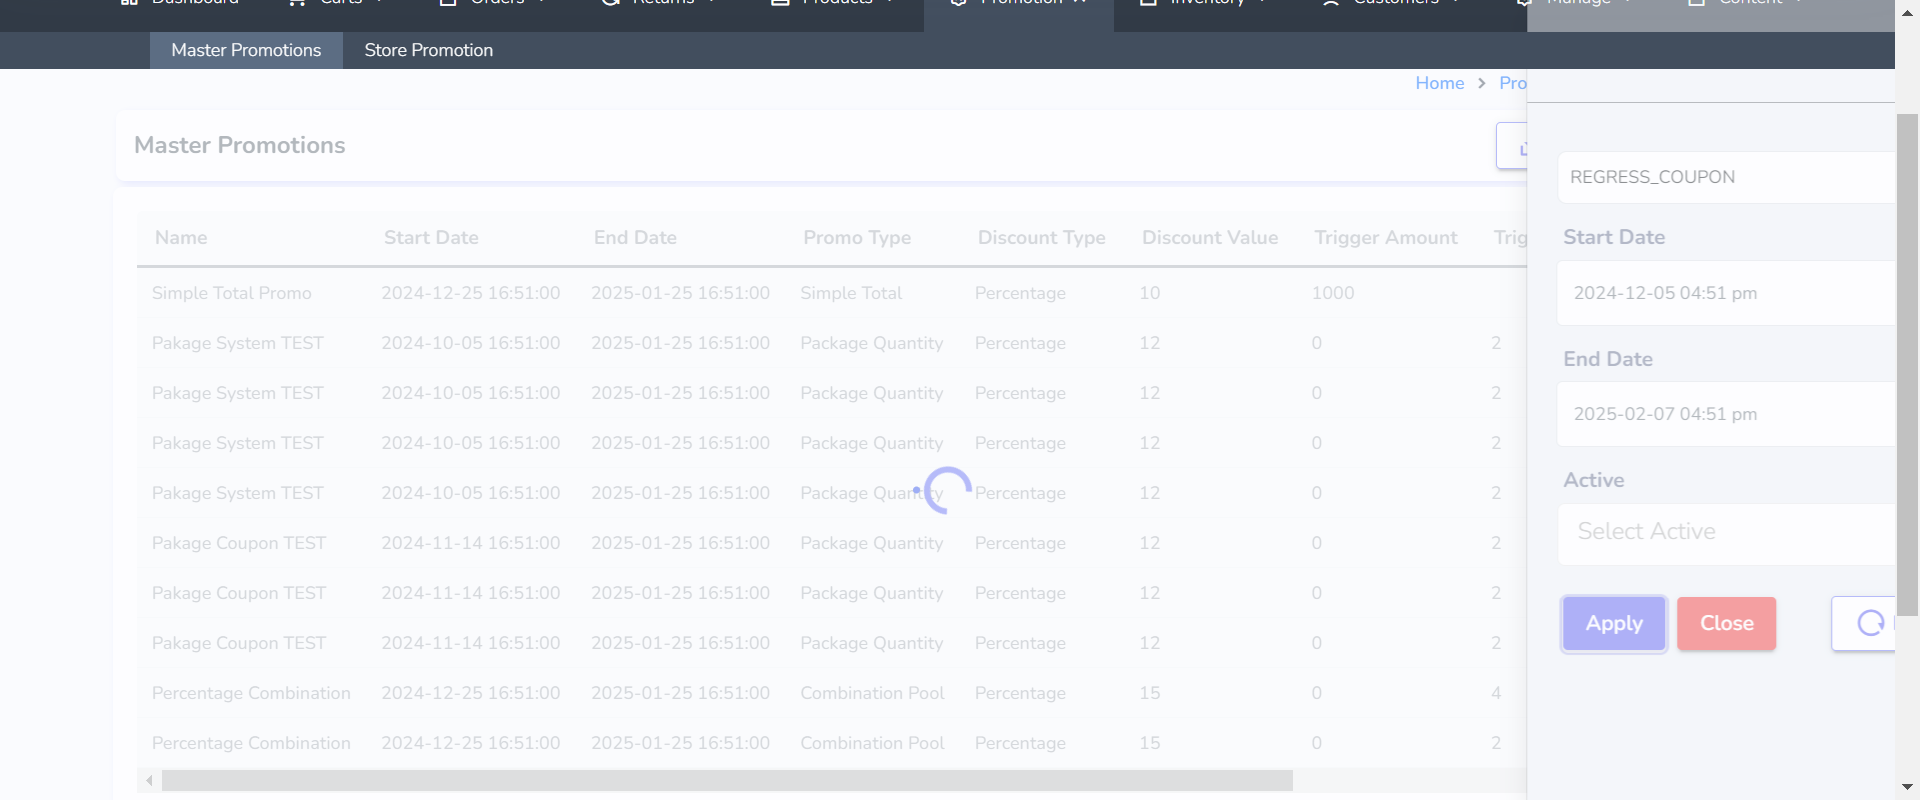 Dashboard Carts Orders Returns Products Promotion Inventory Customers Manage Content
Master Promotions Store Promotion
Home > Pro
Master Promotions
Name Start Date End Date Promo Type Discount Type Discount Value Trigger Amount Trig
Simple Total Promo 2024-12-25 16:51:00 2025-01-25 16:51:00 Simple Total Percentage 10 1000
Pakage System TEST 2024-10-05 16:51:00 2025-01-25 16:51:00 Package Quantity Percentage 12 0 2
Pakage System TEST 2024-10-05 16:51:00 2025-01-25 16:51:00 Package Quantity Percentage 12 0 2
Pakage System TEST 2024-10-05 16:51:00 2025-01-25 16:51:00 Package Quantity Percentage 12 0 2
Pakage System TEST 2024-10-05 16:51:00 2025-01-25 16:51:00 Package Quantity Percentage 12 0 2
Pakage Coupon TEST 2024-11-14 16:51:00 2025-01-25 16:51:00 Package Quantity Percentage 12 0 2
Pakage Coupon TEST 2024-11-14 16:51:00 2025-01-25 16:51:00 Package Quantity Percentage 12 0 2
Pakage Coupon TEST 2024-11-14 16:51:00 2025-01-25 16:51:00 Package Quantity Percentage 12 0 2
Percentage Combination 2024-12-25 16:51:00 2025-01-25 16:51:00 Combination Pool Percentage 15 0 4
Percentage Combination 2024-12-25 16:51:00 2025-01-25 16:51:00 Combination Pool Percentage 15 0 2
REGRESS_COUPON
Start Date
2024-12-05 04:51 pm
End Date
2025-02-07 04:51 pm
Active
Select Active
Apply Close